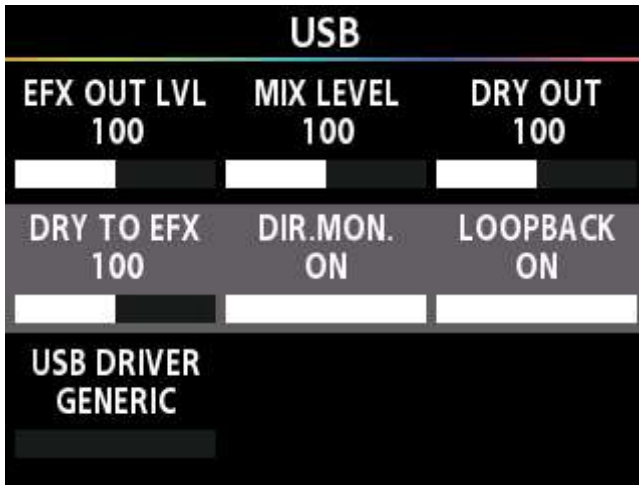 USB
EFX OUT LVL
100
MIX LEVEL
100
DRY OUT
100
DRY TO EFX
100
DIR.MON.
ON
LOOPBACK
ON
USB DRIVER
GENERIC